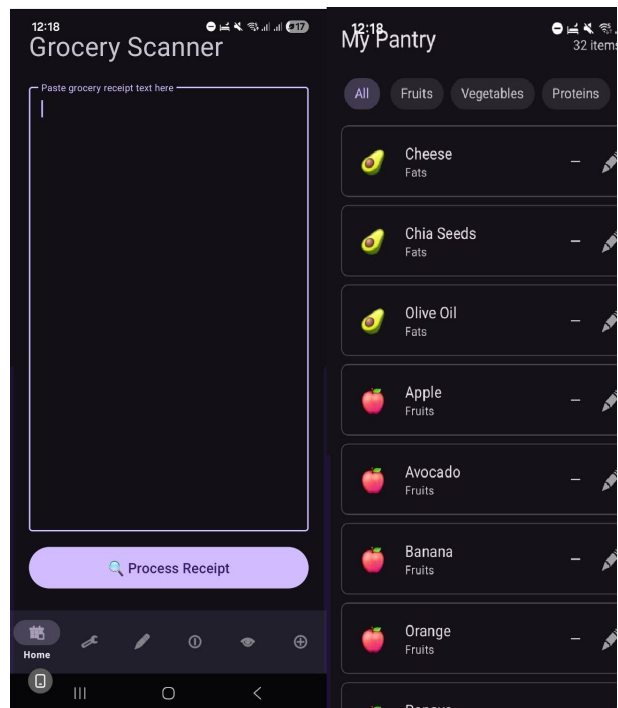 12:18
17
Grocery Scanner
Paste grocery receipt text here
Process Receipt
Home
12:18
My Pantry
32 items
All
Fruits
Vegetables
Proteins
Cheese
Fats
Chia Seeds
Fats
Olive Oil
Fats
Apple
Fruits
Avocado
Fruits
Banana
Fruits
Orange
Fruits